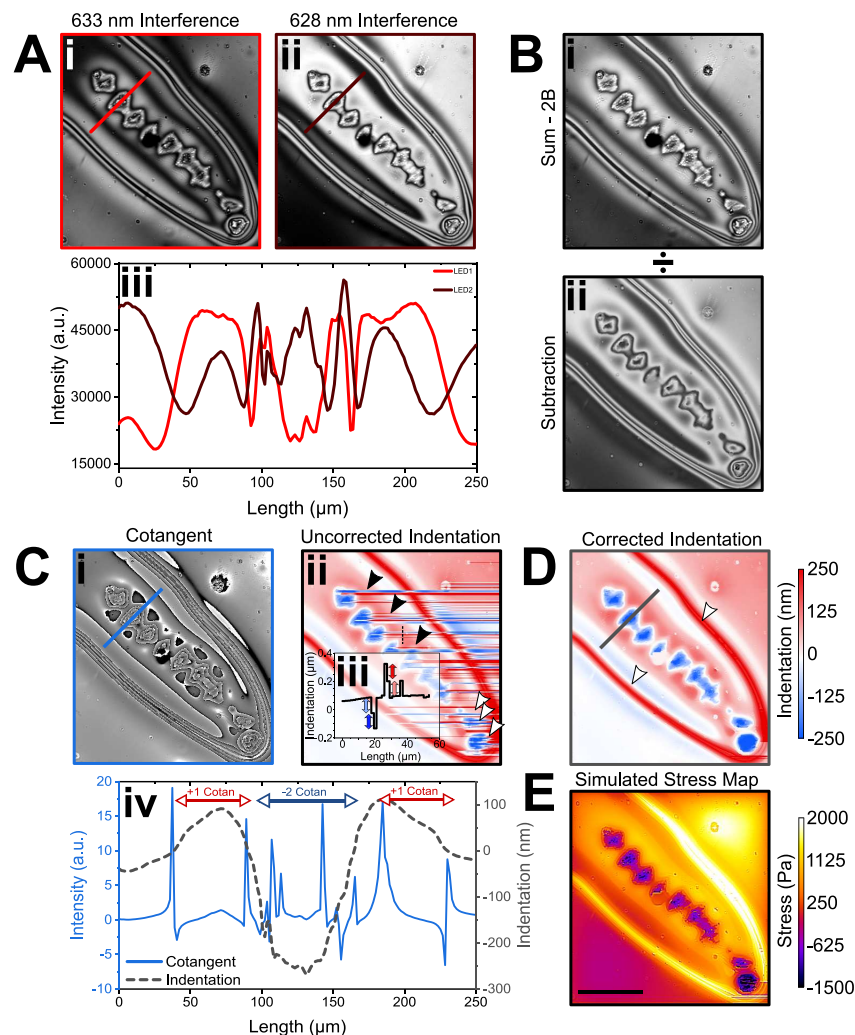 633 nm Interference
628 nm Interference
A
i
ii
B
i
Sum - 2B
÷
ii
Subtraction
iii
60000
45000
30000
15000
Intensity (a.u.)
LED1
LED2
0
50
100
150
200
250
Length (µm)
C
Cotangent
i
Uncorrected Indentation
ii
iii
Indentation (µm)
0.4
0.2
0
-0.2
0
20
40
60
Length (µm)
D
Corrected Indentation
250
125
0
-125
-250
Indentation (nm)
iv
+1 Cotan
-2 Cotan
+1 Cotan
20
15
10
5
0
-5
-10
Intensity (a.u.)
100
0
-100
-200
-300
Indentation (nm)
Cotangent
Indentation
0
50
100
150
200
250
Length (µm)
E
Simulated Stress Map
2000
1125
250
-625
-1500
Stress (Pa)